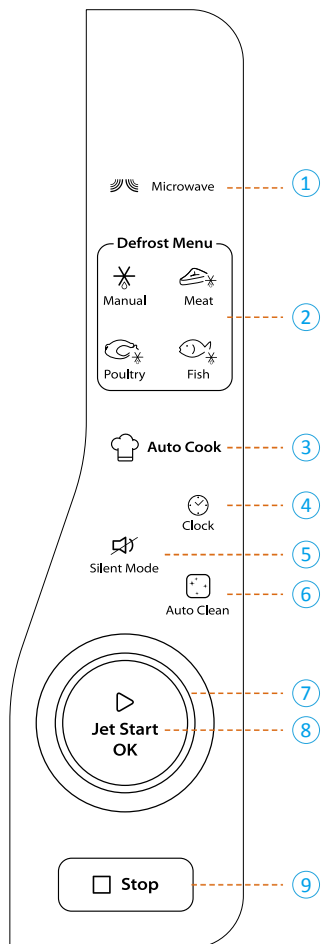 Microwave
1
Defrost Menu
Manual
Meat
2
Poultry
Fish
Auto Cook
3
4
Clock
5
Silent Mode
6
Auto Clean
7
Jet Start
8
OK
Stop
9